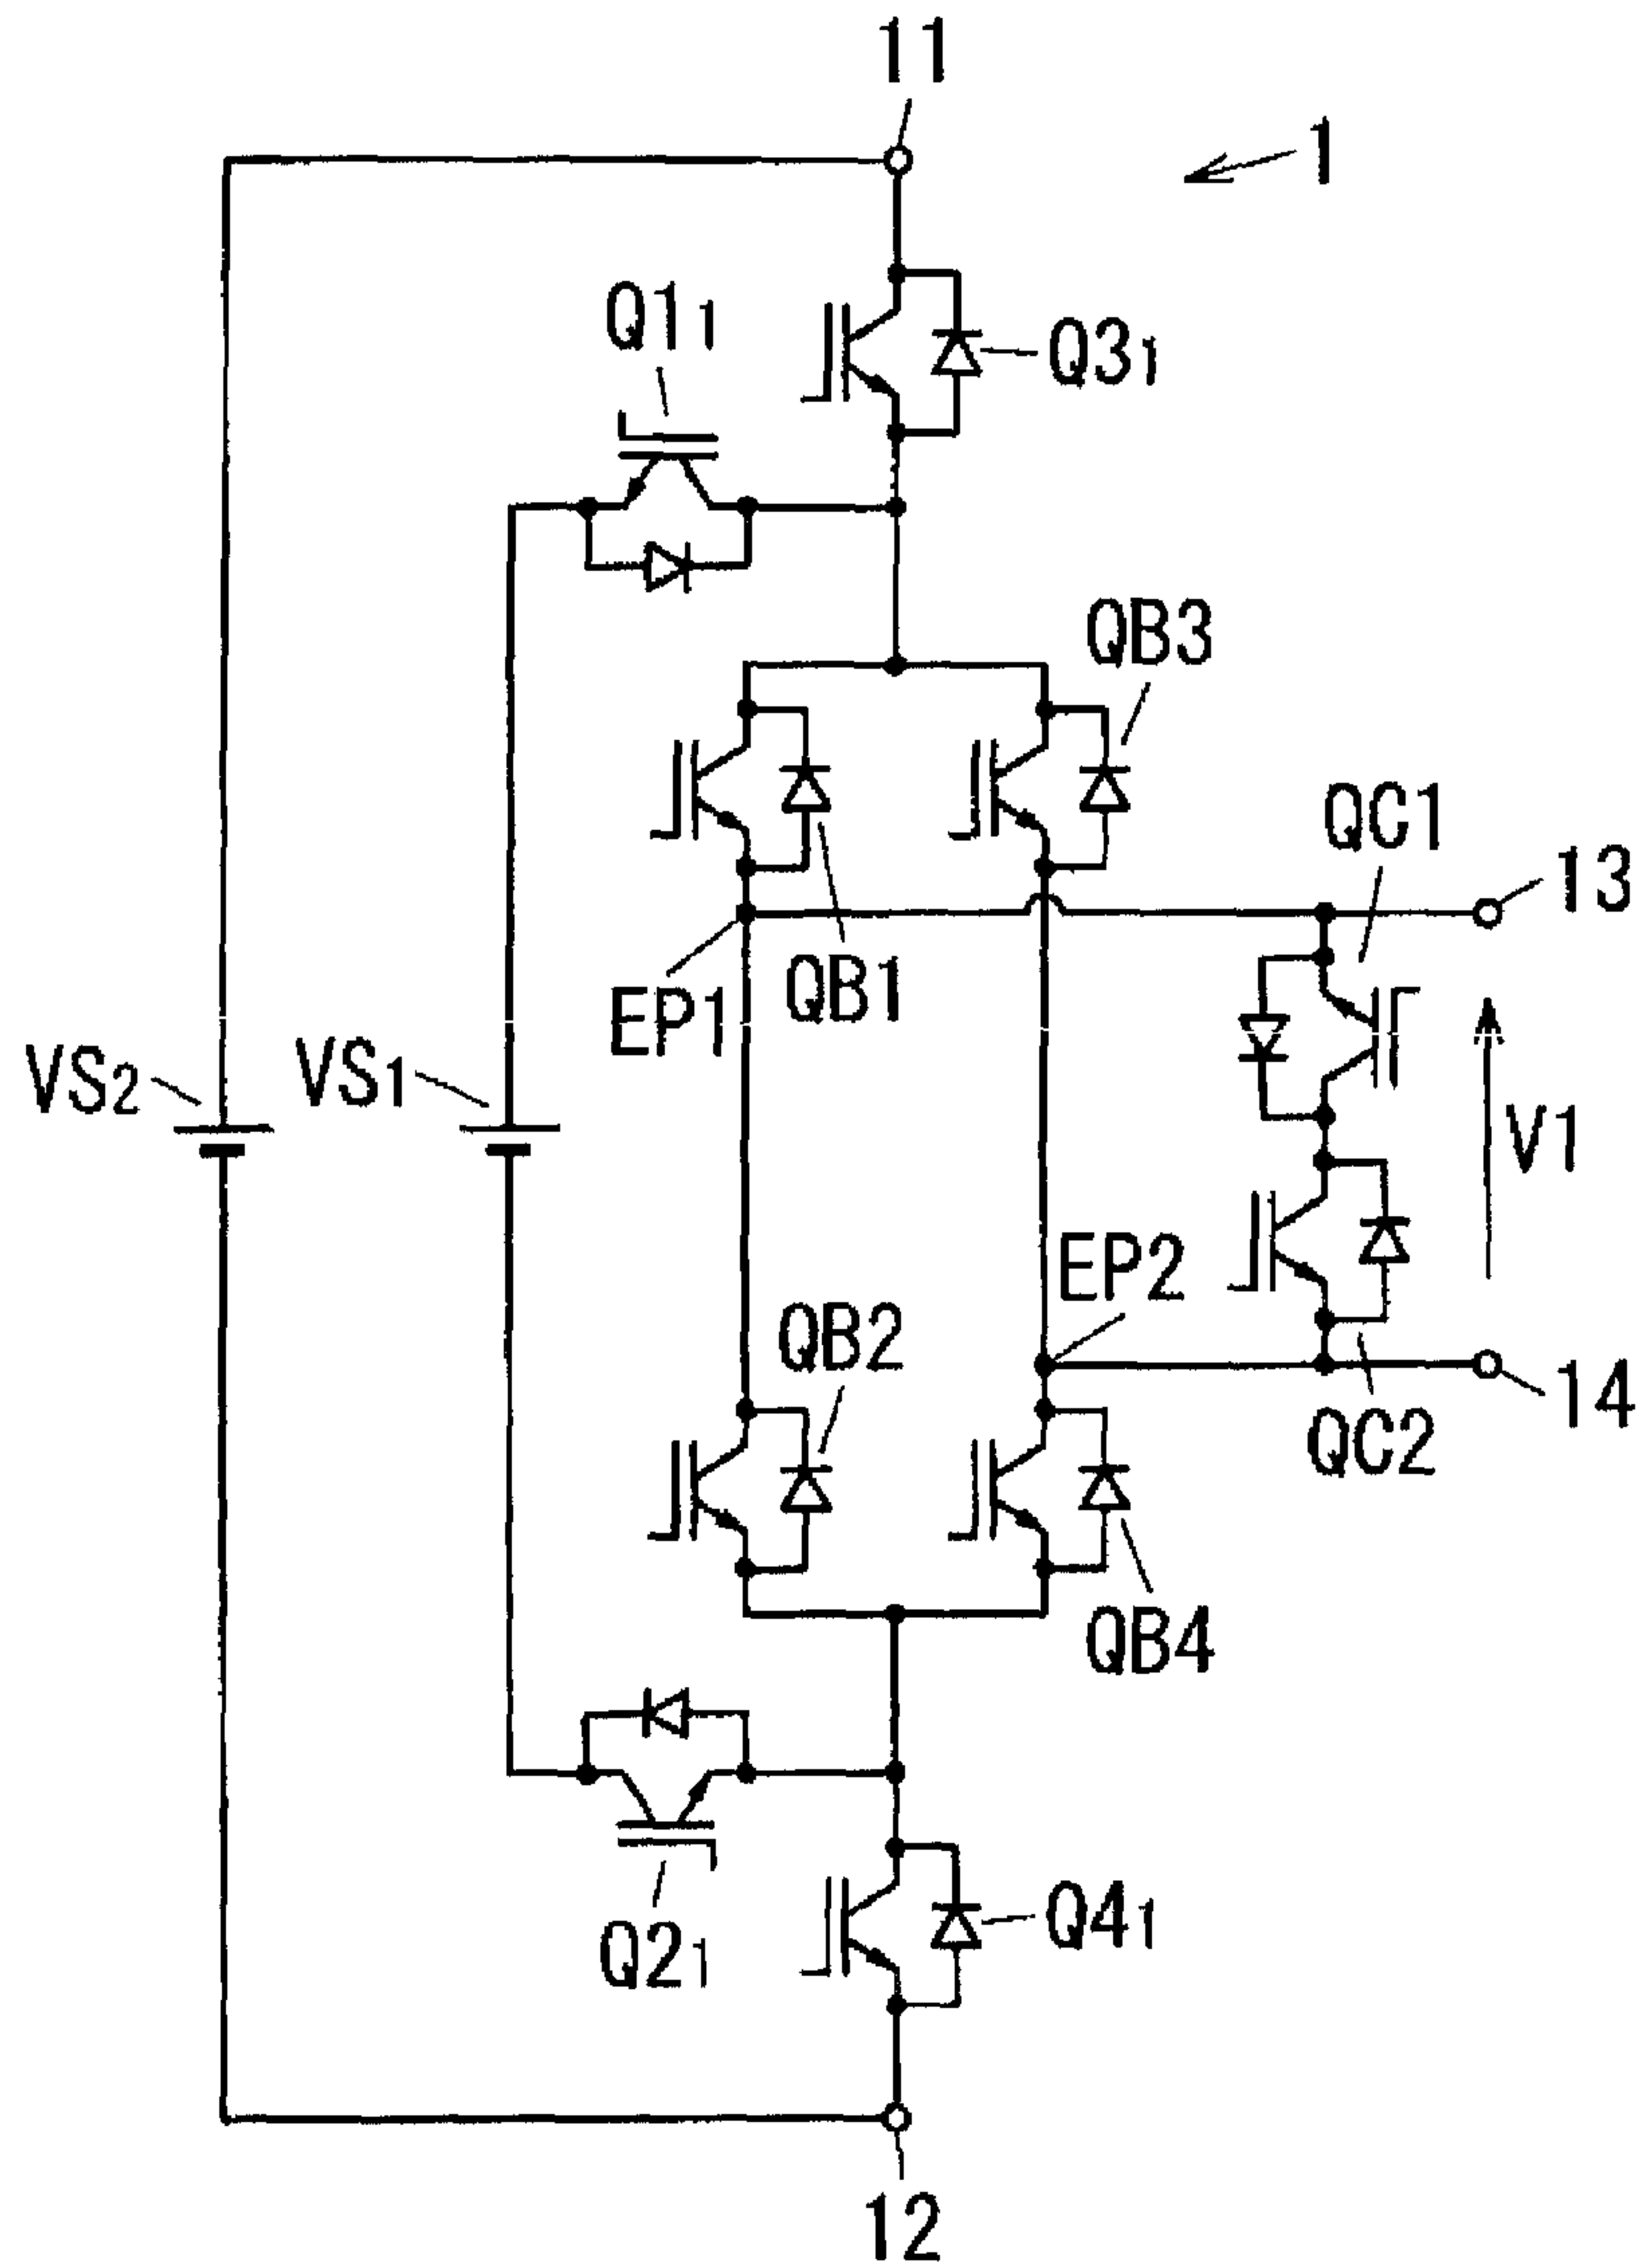 11
1
Q1₁
Q3₁
QB3
QC1
13
EP1
QB1
VS₂
VS₁
V1
EP2
QB2
14
QC2
QB4
Q2₁
Q4₁
12